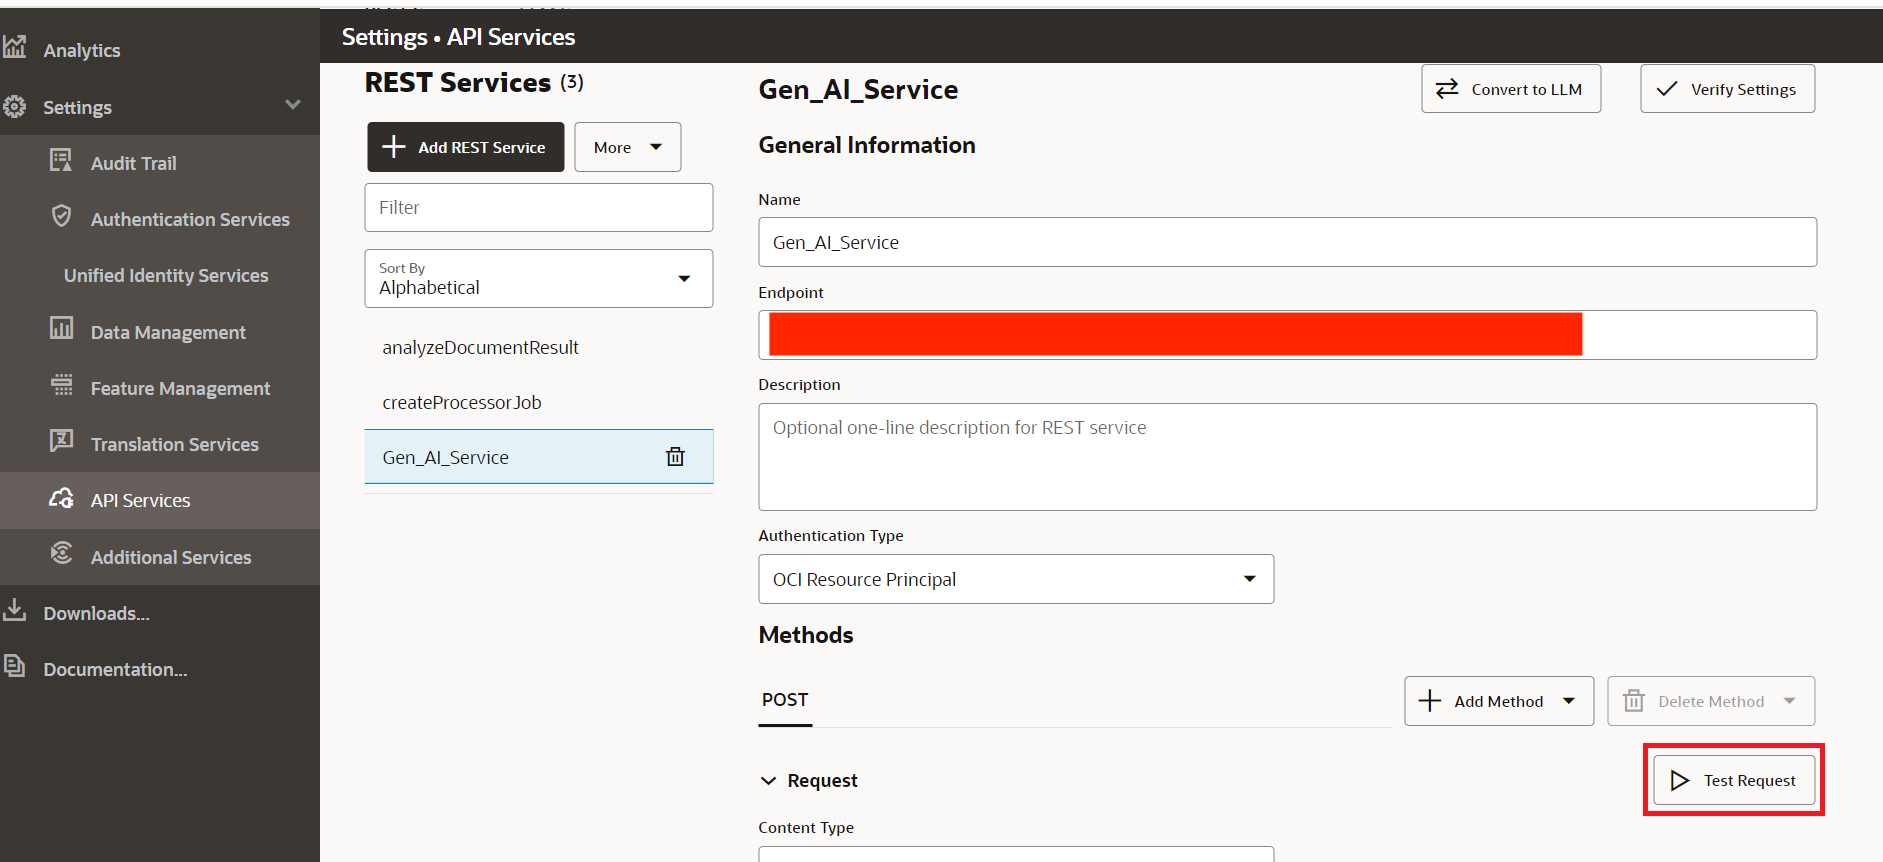 Analytics
Settings
Audit Trail
Authentication Services
Unified Identity Services
Data Management
Feature Management
Translation Services
API Services
Additional Services
Downloads...
Documentation...
Settings • API Services
REST Services (3)
Add REST Service
More
Filter
Sort By
Alphabetical
analyzeDocumentResult
createProcessorJob
Gen_AI_Service
Gen_AI_Service
Convert to LLM
Verify Settings
General Information
Name
Gen_AI_Service
Endpoint
Description
Optional one-line description for REST service
Authentication Type
OCI Resource Principal
Methods
POST
Add Method
Delete Method
Request
Test Request
Content Type